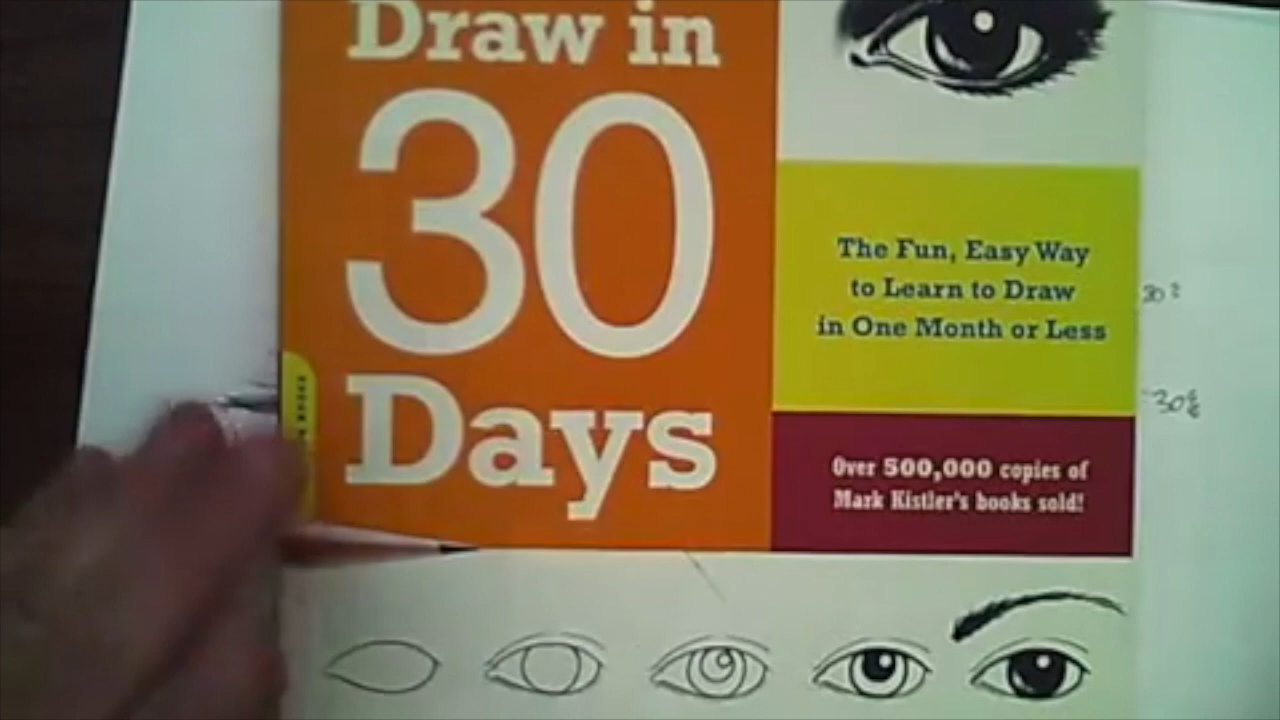 Draw in
30
Days
The Fun, Easy Way
to Learn to Draw
in One Month or Less
Over 500,000 copies of
Mark Kistler's books sold!